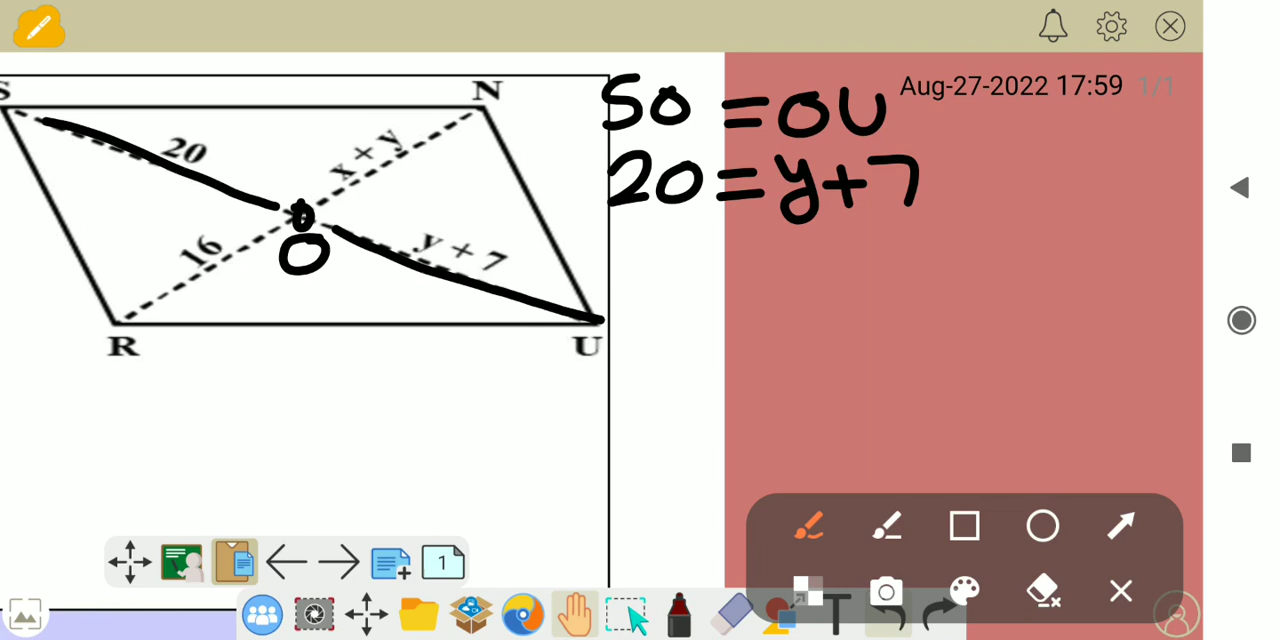 Aug-27-2022 17:59 1/1
S
N
SO = OU
20
x + y
20 = y+7
O
16
y + 7
R
U
1
T